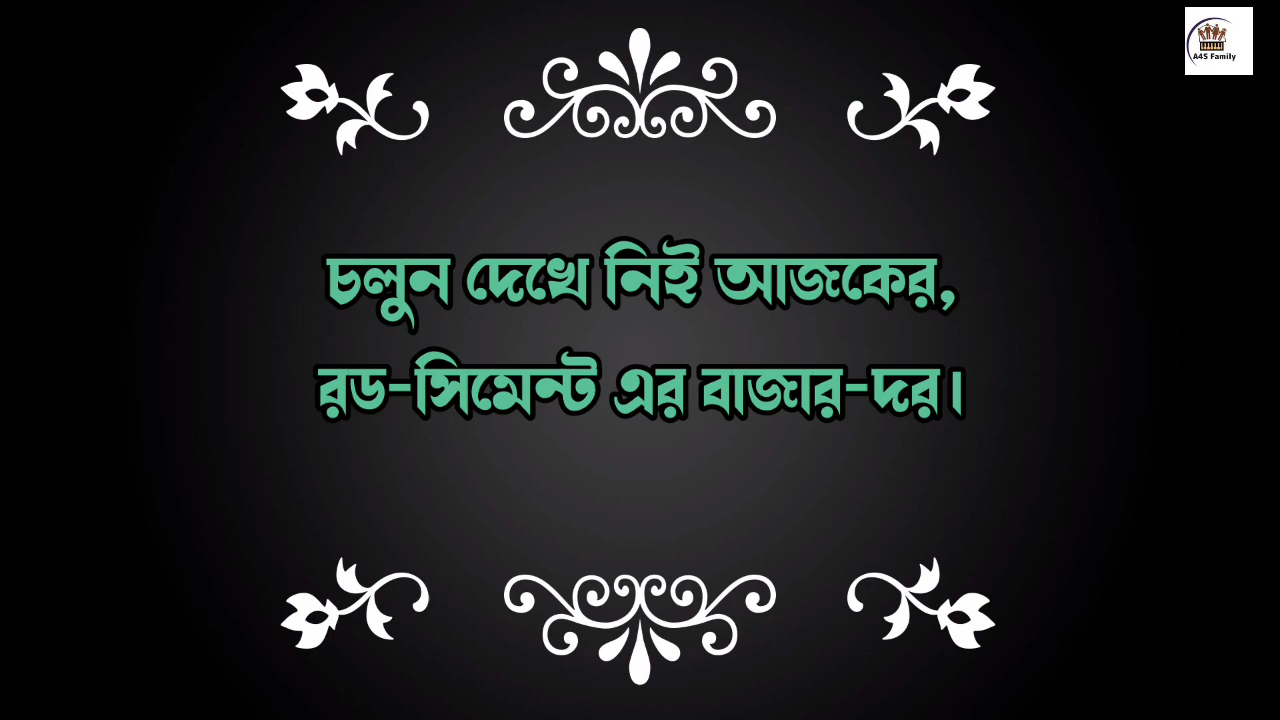 A4S Family
চলুন দেখে নিই আজকের,
রড-সিমেন্ট এর বাজার-দর।